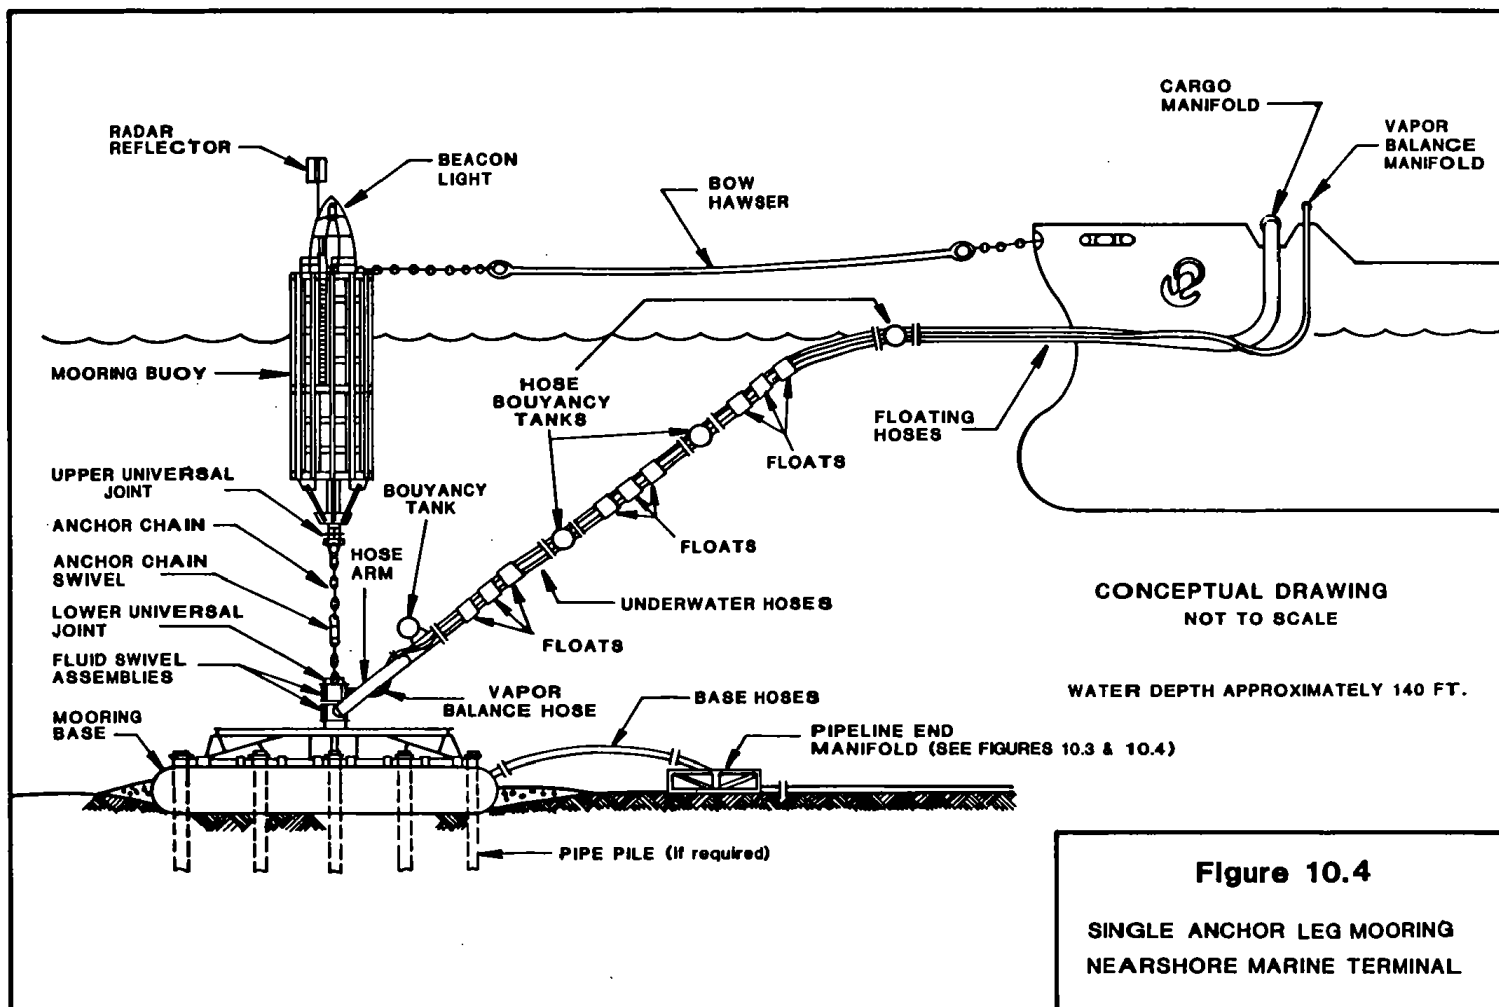 RADAR
REFLECTOR
BEACON
LIGHT
BOW
HAWSER
CARGO
MANIFOLD
VAPOR
BALANCE
MANIFOLD
MOORING BUOY
HOSE
BOUYANCY
TANKS
FLOATING
HOSES
FLOATS
UPPER UNIVERSAL
JOINT
BOUYANCY
TANK
ANCHOR CHAIN
HOSE
ARM
FLOATS
ANCHOR CHAIN
SWIVEL
UNDERWATER HOSES
LOWER UNIVERSAL
JOINT
FLOATS
FLUID SWIVEL
ASSEMBLIES
VAPOR
BALANCE HOSE
BASE HOSES
MOORING
BASE
PIPELINE END
MANIFOLD (SEE FIGURES 10.3 & 10.4)
PIPE PILE (if required)
CONCEPTUAL DRAWING
NOT TO SCALE
WATER DEPTH APPROXIMATELY 140 FT.
Figure 10.4
SINGLE ANCHOR LEG MOORING
NEARSHORE MARINE TERMINAL